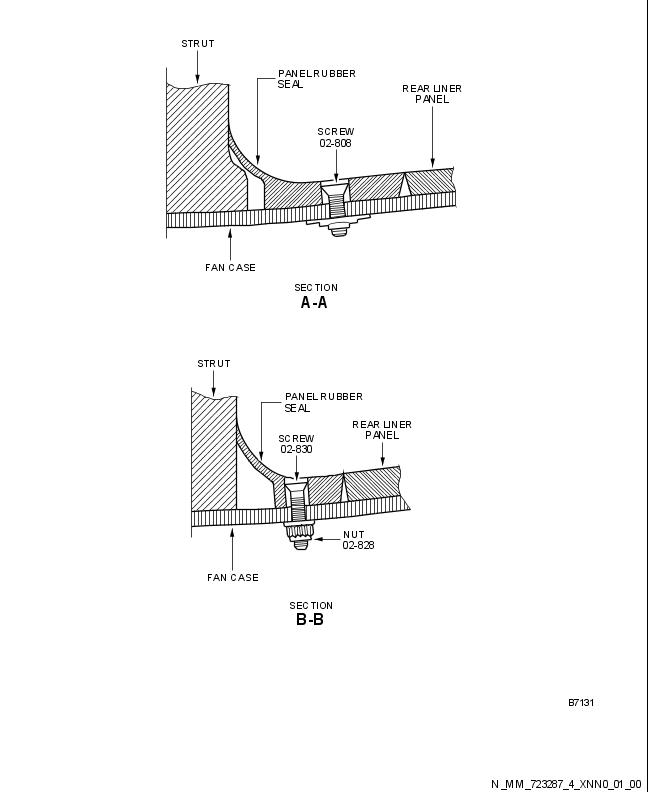 STRUT
PANEL RUBBER
SEAL
REAR LINER
PANEL
SCREW
02-808
FAN CASE
SECTION
A-A
STRUT
PANEL RUBBER
SEAL
REAR LINER
PANEL
SCREW
02-830
NUT
02-828
FAN CASE
SECTION
B-B
B7131
N_MM_723287_4_XNN0_01_00